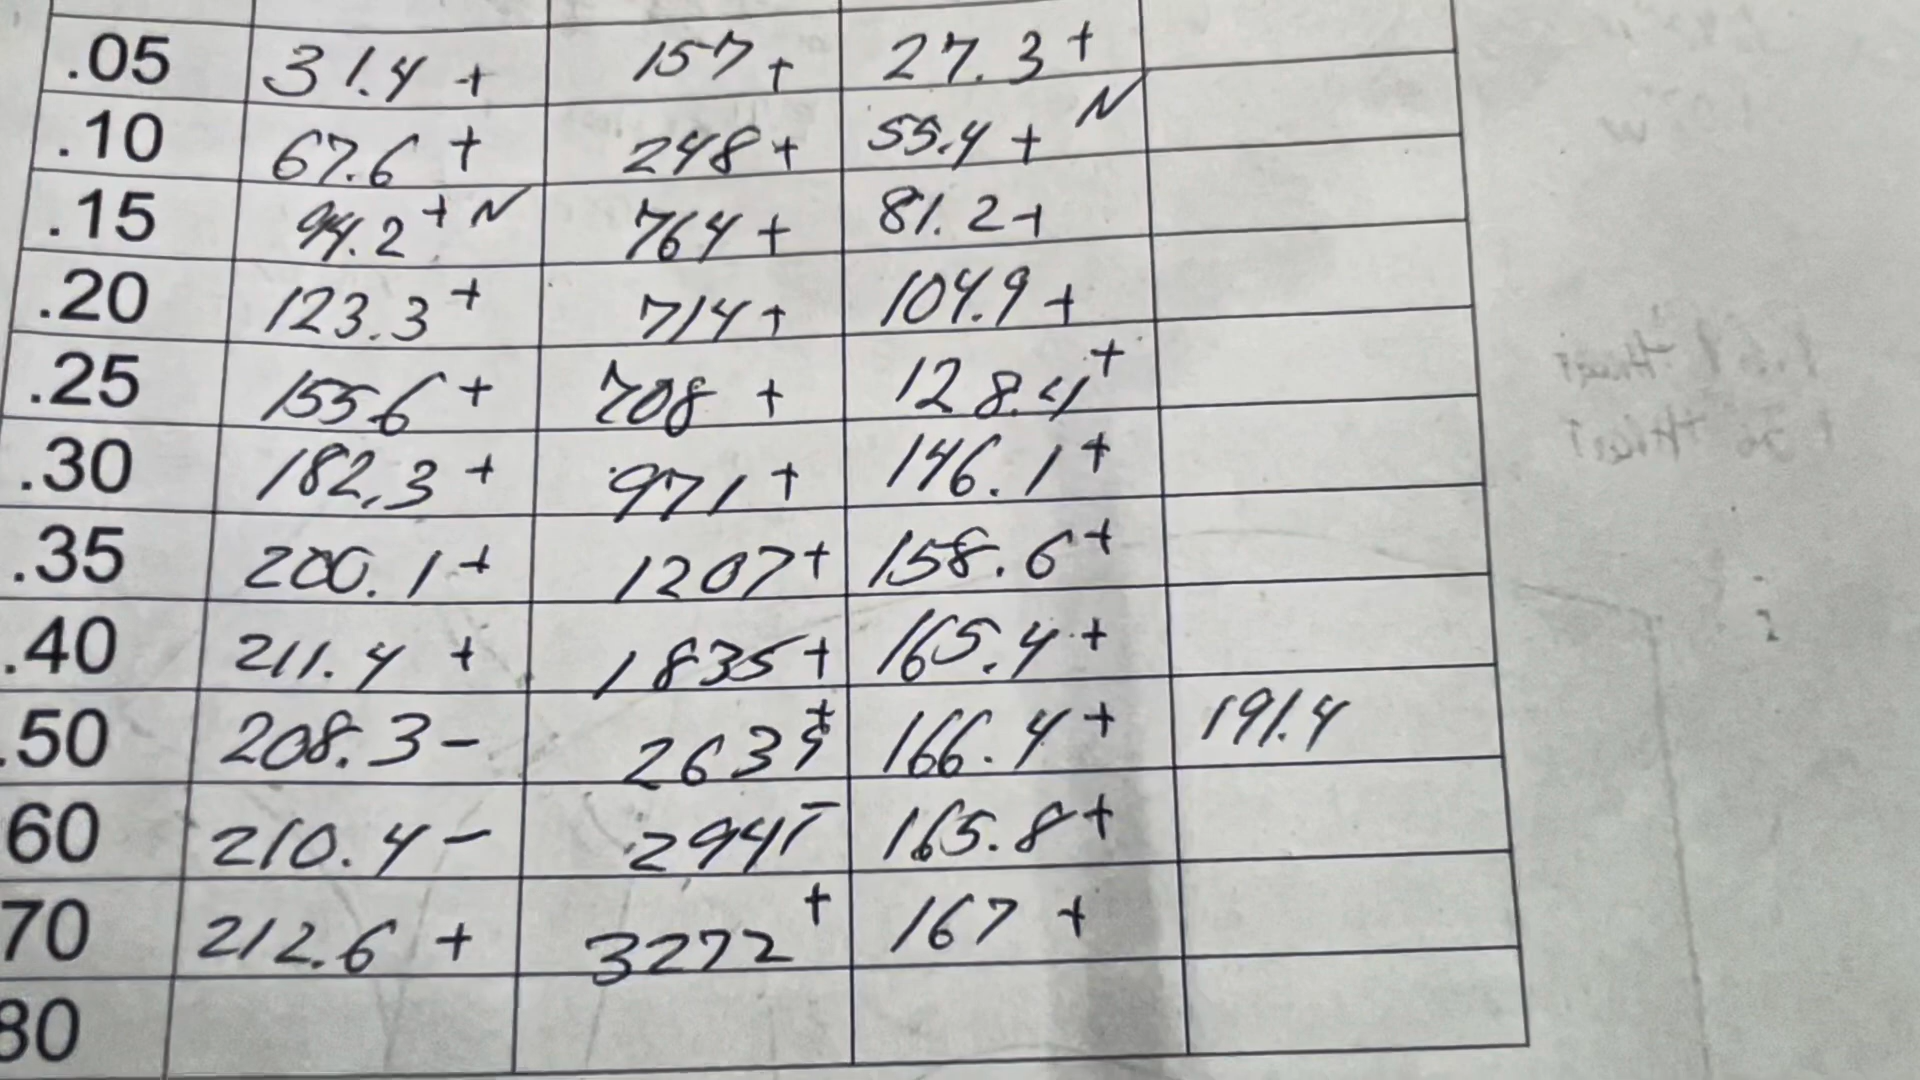 .05 31.4 + 157 + 27.3 +
.10 67.6 + 248 + 55.4 + N
.15 94.2 + N 764 + 81.2 +
.20 123.3 + 714 + 104.9 +
.25 155.6 + 708 + 128.4 +
.30 182.3 + 971 + 146.1 +
.35 200.1 + 1207 + 158.6 +
.40 211.4 + 1835 + 165.4 +
.50 208.3 - 2635 + 166.4 + 191.4
60 210.4 - 2947 - 165.8 +
70 212.6 + 3272 + 167 +
80